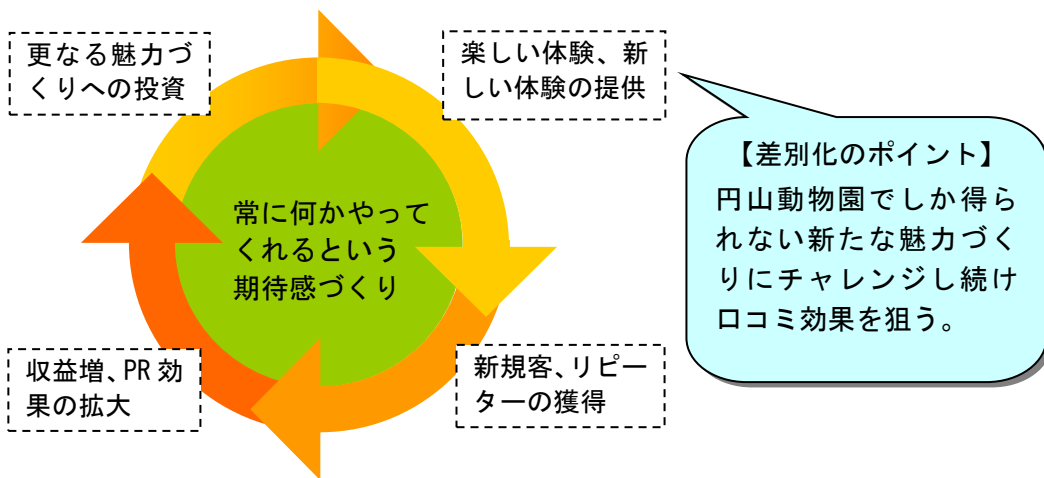 更なる魅力づ
くりへの投資
楽しい体験、新
しい体験の提供
【差別化のポイント】
円山動物園でしか得ら
れない新たな魅力づく
りにチャレンジし続け
口コミ効果を狙う。
常に何かやって
くれるという
期待感づくり
収益増、PR 効
果の拡大
新規客、リピー
ターの獲得